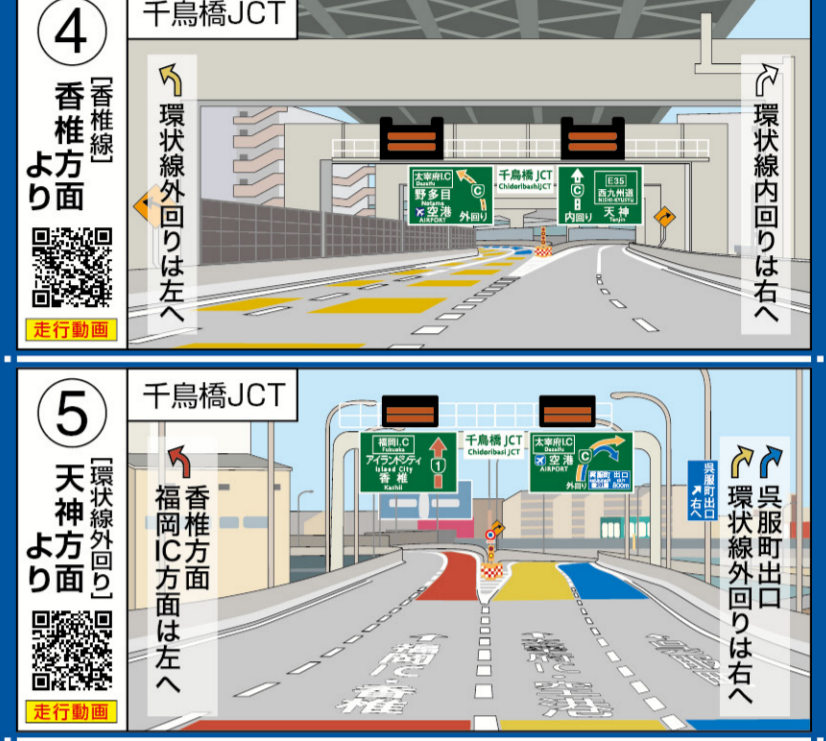 ④
[香椎線]
香椎方面
より
走行動画
千鳥橋JCT
環状線外回りは左へ
太宰府I.C
Dazaifu
野多目
Notame
空港
AIRPORT
C
外回り
千鳥橋 JCT
ChidoribashiJCT
C
内回り
E35
西九州道
NISHI-KYUSHU
天神
Tenjin
環状線内回りは右へ
⑤
[環状線外回り]
天神方面
より
走行動画
千鳥橋JCT
香椎方面
福岡IC方面は左へ
福岡I.C
Fukuoka
アイランドシティ
Island City
香椎
Kashii
1
千鳥橋 JCT
Chidoribasi JCT
太宰府I.C
Dazaifu
空港
AIRPORT
C
外回り
呉服町 出口
800m
呉服町出口
右へ
呉服町出口
環状線外回りは右へ